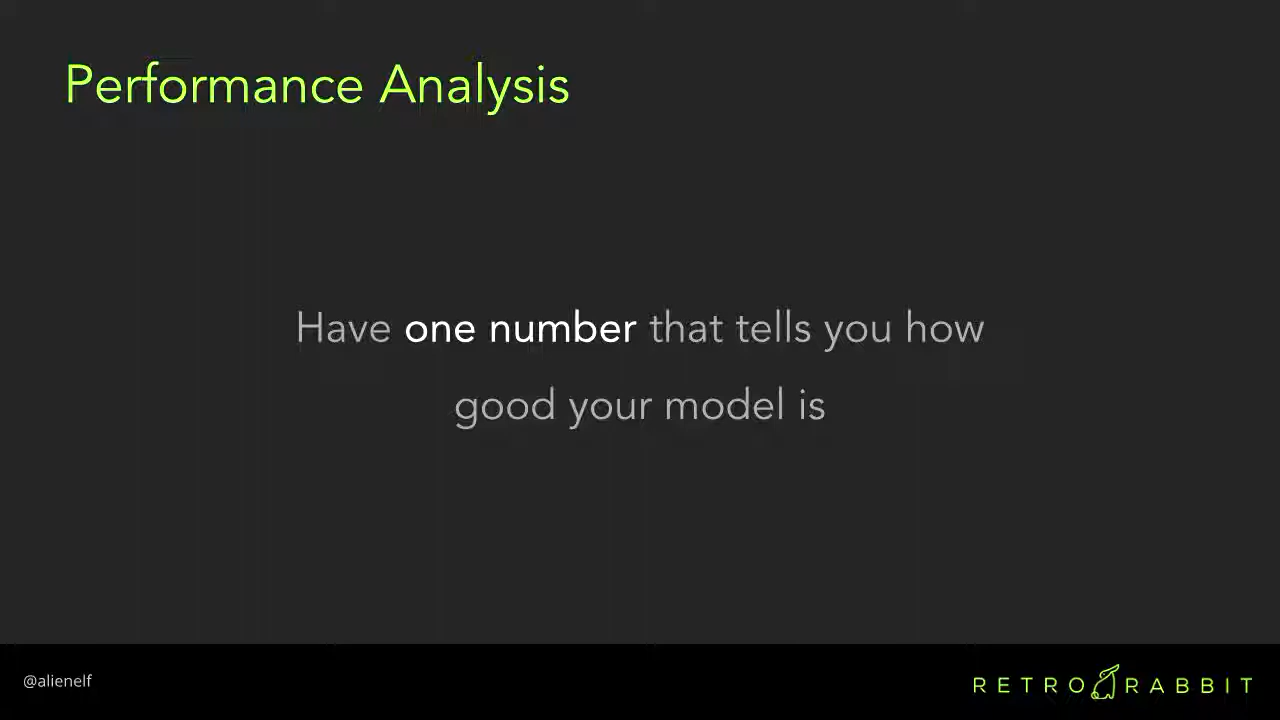 Performance Analysis
Have one number that tells you how
good your model is
@alienelf
RETRO RABBIT